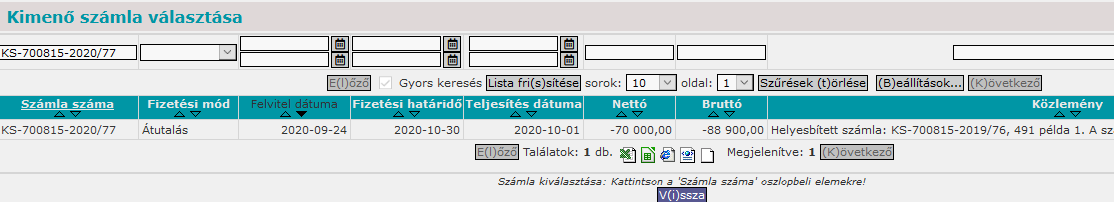 Kimenő számla választása
KS-700815-2020/77
E(l)őző Gyors keresés Lista fri(s)sítése sorok: 10 oldal: 1 Szűrések (t)örlése (B)eállítások... (K)övetkező
Számla száma Fizetési mód Felvitel dátuma Fizetési határidő Teljesítés dátuma Nettó Bruttó Közlemény
KS-700815-2020/77 Átutalás 2020-09-24 2020-10-30 2020-10-01 -70 000,00 -88 900,00 Helyesbített számla: KS-700815-2019/76, 491 példa 1. A szá
E(l)őző Találatok: 1 db. Megjelenítve: 1 (K)övetkező
Számla kiválasztása: Kattintson a 'Számla száma' oszlopbeli elemekre!
V(i)ssza